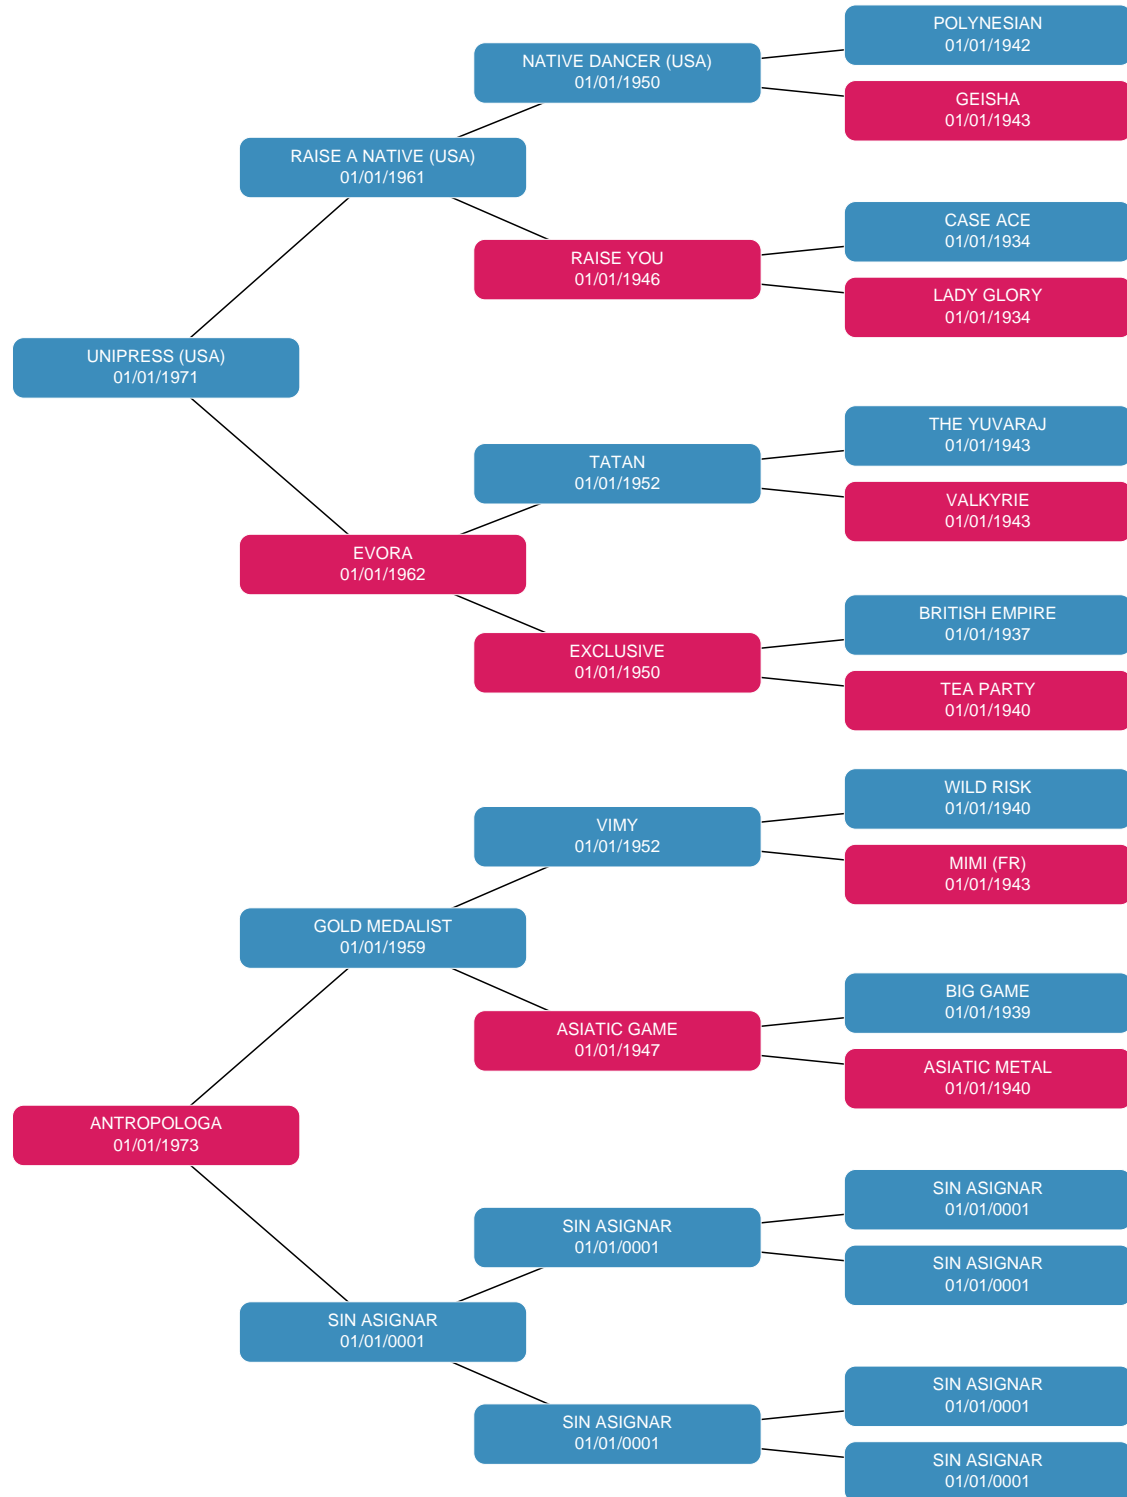 POLYNESIAN
01/01/1942
NATIVE DANCER (USA)
01/01/1950
GEISHA
01/01/1943
RAISE A NATIVE (USA)
01/01/1961
CASE ACE
01/01/1934
RAISE YOU
01/01/1946
LADY GLORY
01/01/1934
UNIPRESS (USA)
01/01/1971
THE YUVARAJ
01/01/1943
TATAN
01/01/1952
VALKYRIE
01/01/1943
EVORA
01/01/1962
BRITISH EMPIRE
01/01/1937
EXCLUSIVE
01/01/1950
TEA PARTY
01/01/1940
WILD RISK
01/01/1940
VIMY
01/01/1952
MIMI (FR)
01/01/1943
GOLD MEDALIST
01/01/1959
BIG GAME
01/01/1939
ASIATIC GAME
01/01/1947
ASIATIC METAL
01/01/1940
ANTROPOLOGA
01/01/1973
SIN ASIGNAR
01/01/0001
SIN ASIGNAR
01/01/0001
SIN ASIGNAR
01/01/0001
SIN ASIGNAR
01/01/0001
SIN ASIGNAR
01/01/0001
SIN ASIGNAR
01/01/0001
SIN ASIGNAR
01/01/0001